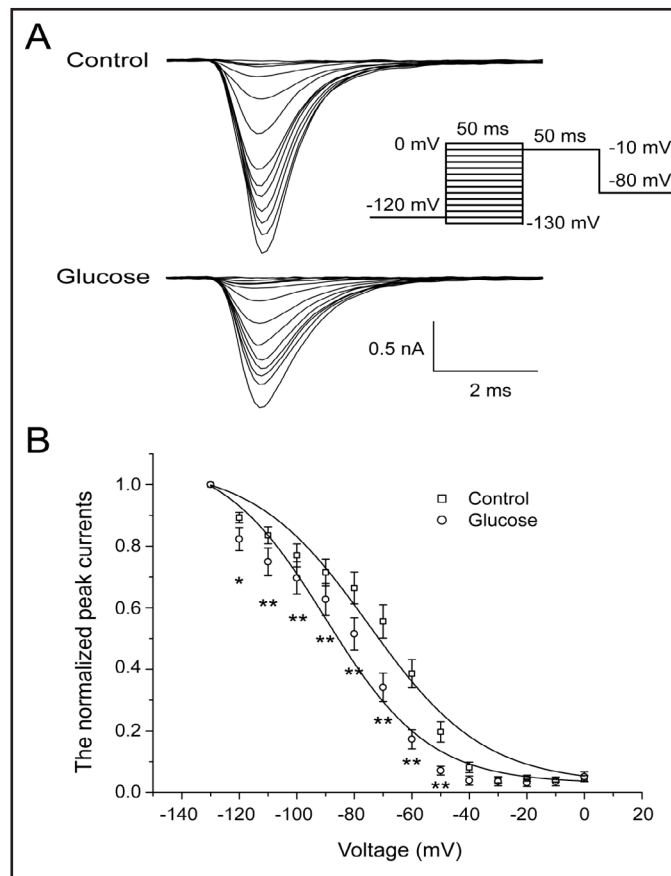 A
Control
50 ms 50 ms
0 mV
-10 mV
-80 mV
-120 mV
-130 mV
Glucose
0.5 nA
2 ms
B
The normalized peak currents
1.0
0.8
0.6
0.4
0.2
0.0
Control
Glucose
*
**
**
**
**
**
**
**
-140 -120 -100 -80 -60 -40 -20 0 20
Voltage (mV)